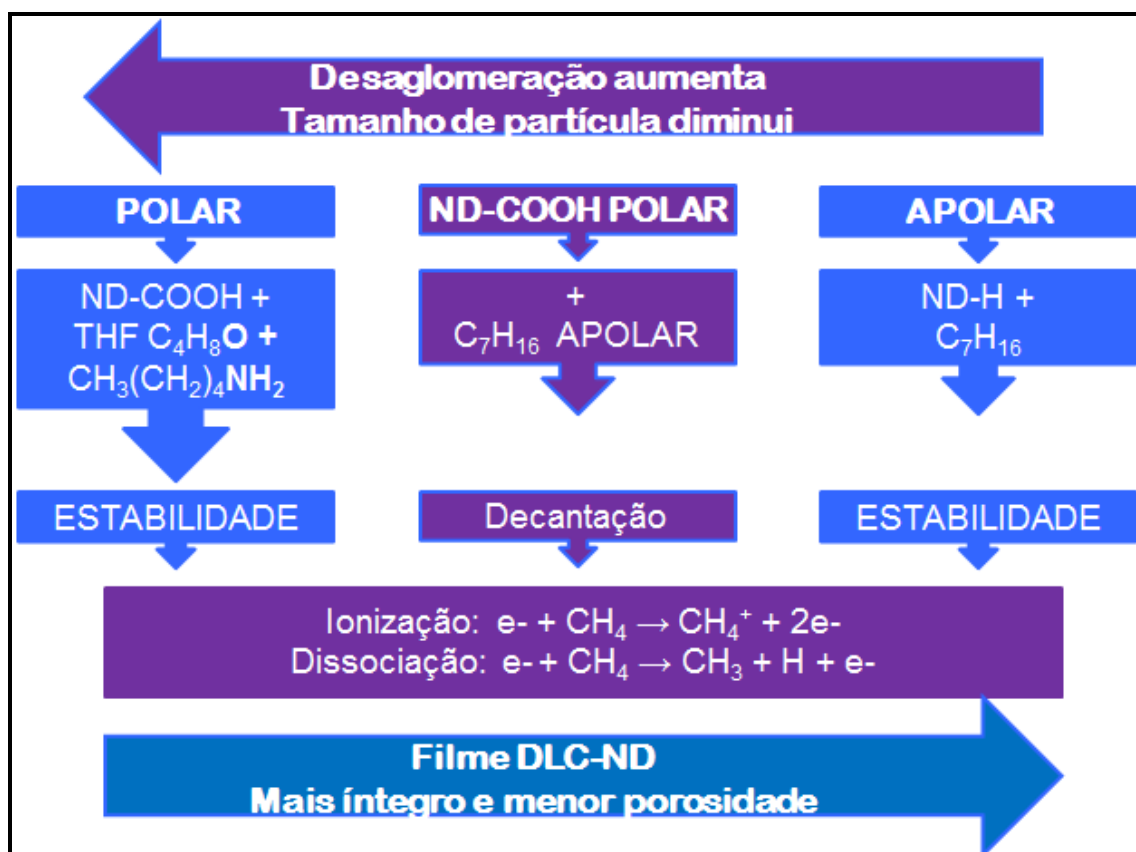 Desaglomeração aumenta
Tamanho de partícula diminui
POLAR
ND-COOH POLAR
APOLAR
ND-COOH +
THF C₄H₈O +
CH₃(CH₂)₄NH₂
+
C₇H₁₆ APOLAR
ND-H +
C₇H₁₆
ESTABILIDADE
Decantação
ESTABILIDADE
Ionização: e- + CH₄ → CH₄⁺ + 2e-
Dissociação: e- + CH₄ → CH₃ + H + e-
Filme DLC-ND
Mais íntegro e menor porosidade